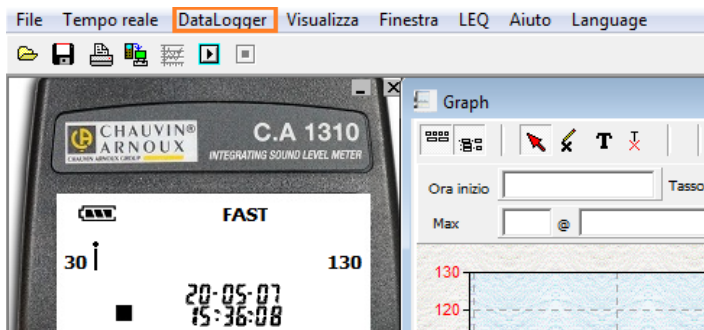 File Tempo reale DataLogger Visualizza Finestra LEQ Aiuto Language
CHAUVIN®
ARNOUX
CHAUVIN ARNOUX GROUP
C.A 1310
INTEGRATING SOUND LEVEL METER
FAST
30
130
20-05-07
15:36:08
Graph
T
Ora inizio
Tasso
Max
@
130
120